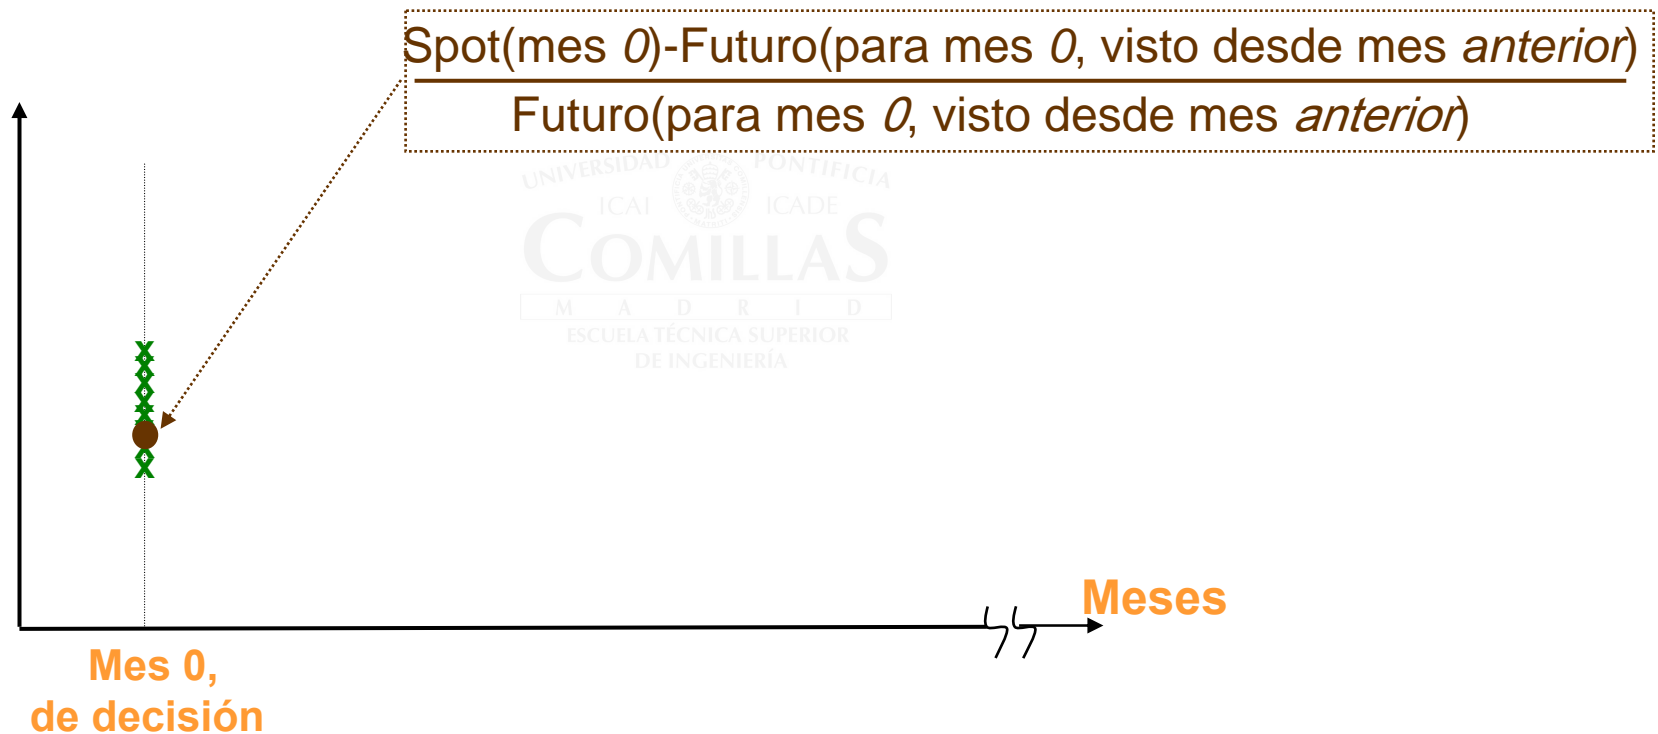 Spot(mes 0)-Futuro(para mes 0, visto desde mes anterior)
Futuro(para mes 0, visto desde mes anterior)
UNIVERSIDAD PONTIFICIA
ICAI ICADE
COMILLAS
M A D R I D
ESCUELA TÉCNICA SUPERIOR
DE INGENIERÍA
x
x
x
x
x
x
x
Meses
Mes 0,
de decisión